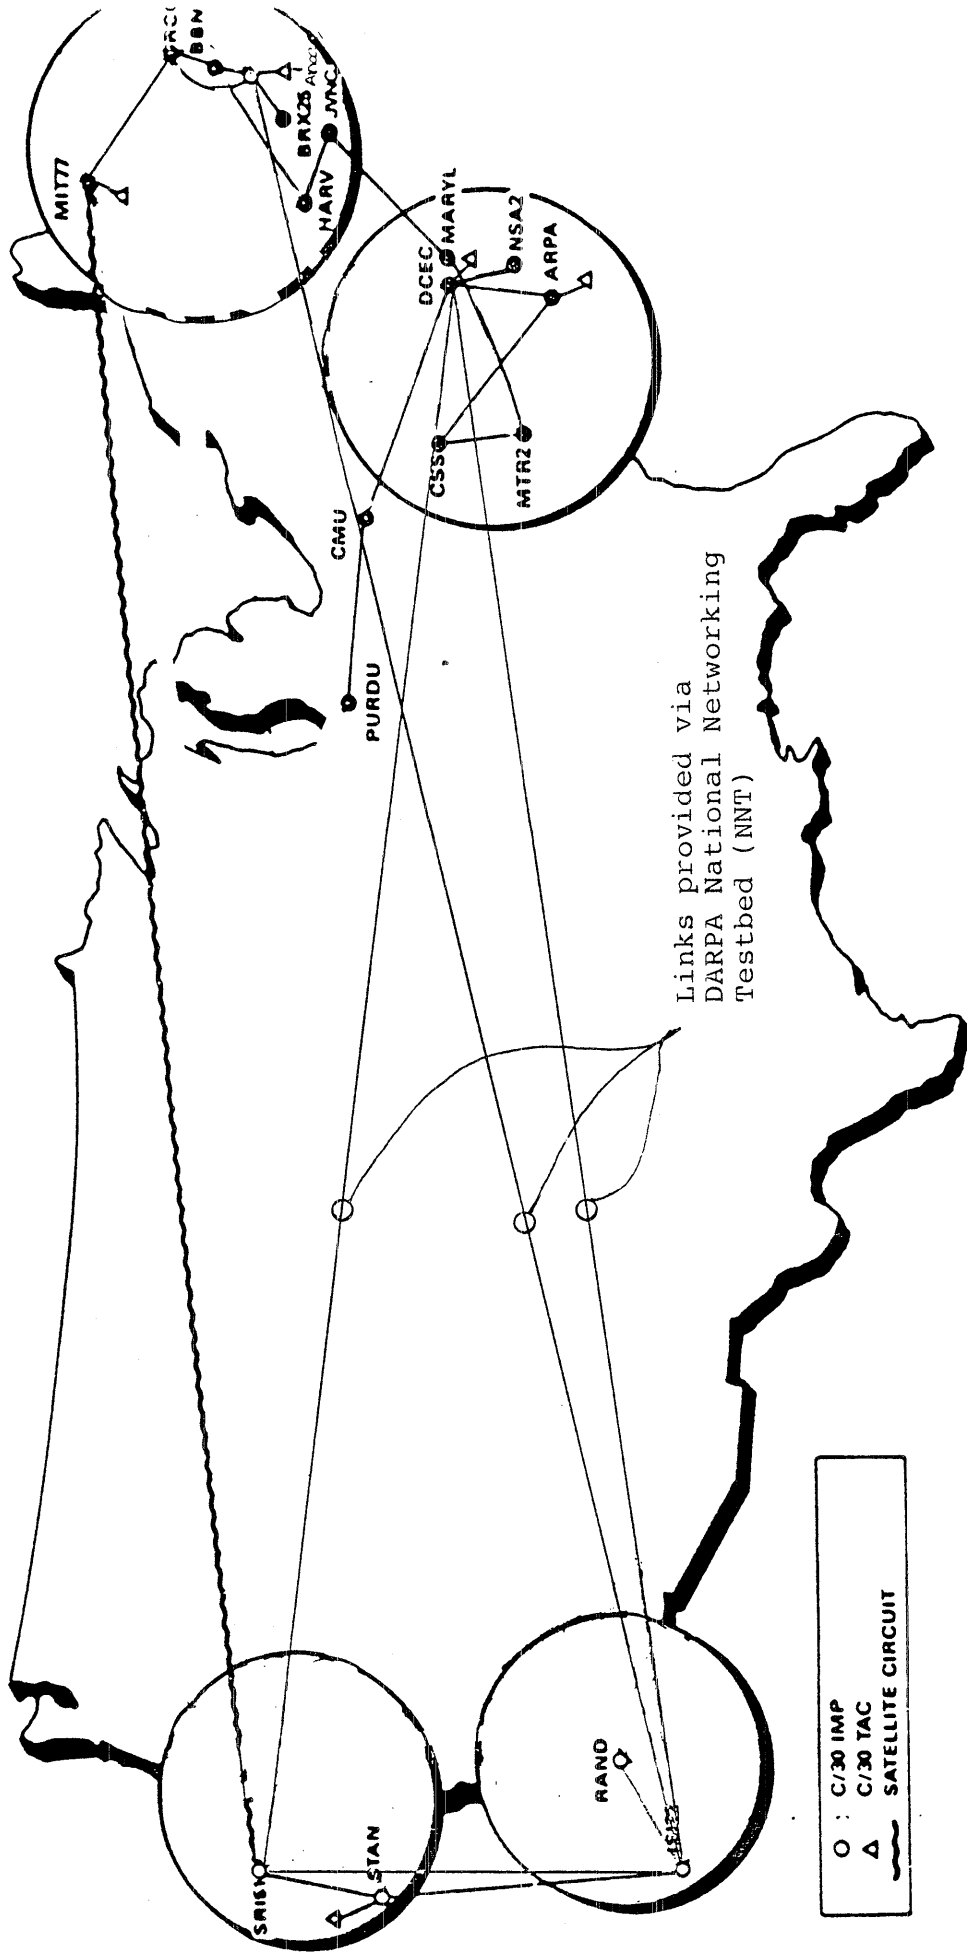 MIT77
BBN
BRX25
JVNC
HARV
DCEC
MARYL
NSA2
ARPA
CSS
MTR2
CMU
PURDU
Links provided via
DARPA National Networking
Testbed (NNT)
SRI51
STAN
RAND
O : C/30 IMP
Δ C/30 TAC
SATELLITE CIRCUIT